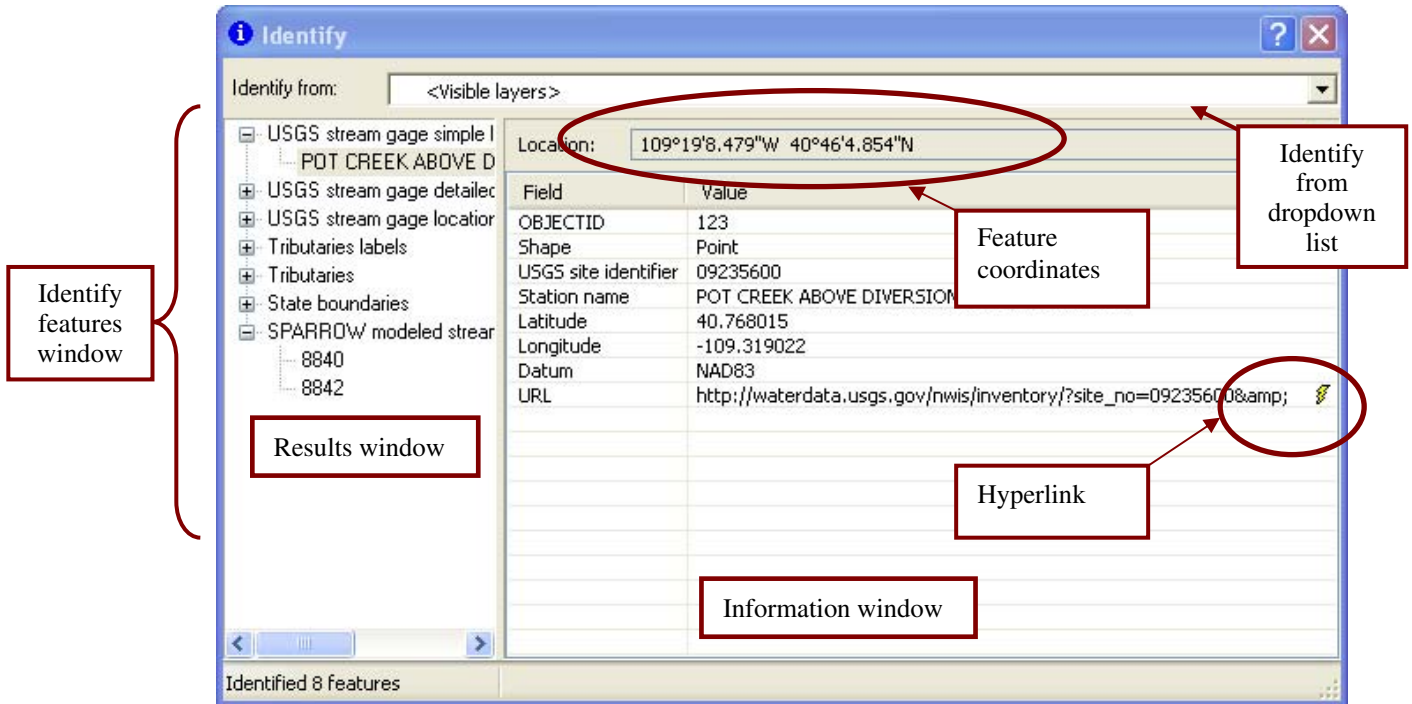 Identify
Identify from: <Visible layers>
USGS stream gage simple l
POT CREEK ABOVE D
USGS stream gage detailed
USGS stream gage location
Tributaries labels
Tributaries
State boundaries
SPARROW modeled stream
8840
8842
Location: 109°19'8.479"W 40°46'4.854"N
Field Value
OBJECTID 123
Shape Point
USGS site identifier 09235600
Station name POT CREEK ABOVE DIVERSION
Latitude 40.768015
Longitude -109.319022
Datum NAD83
URL http://waterdata.usgs.gov/nwis/inventory/?site_no=09235600&amp;
Identified 8 features
Identify
features
window
Results window
Feature
coordinates
Identify
from
dropdown
list
Hyperlink
Information window